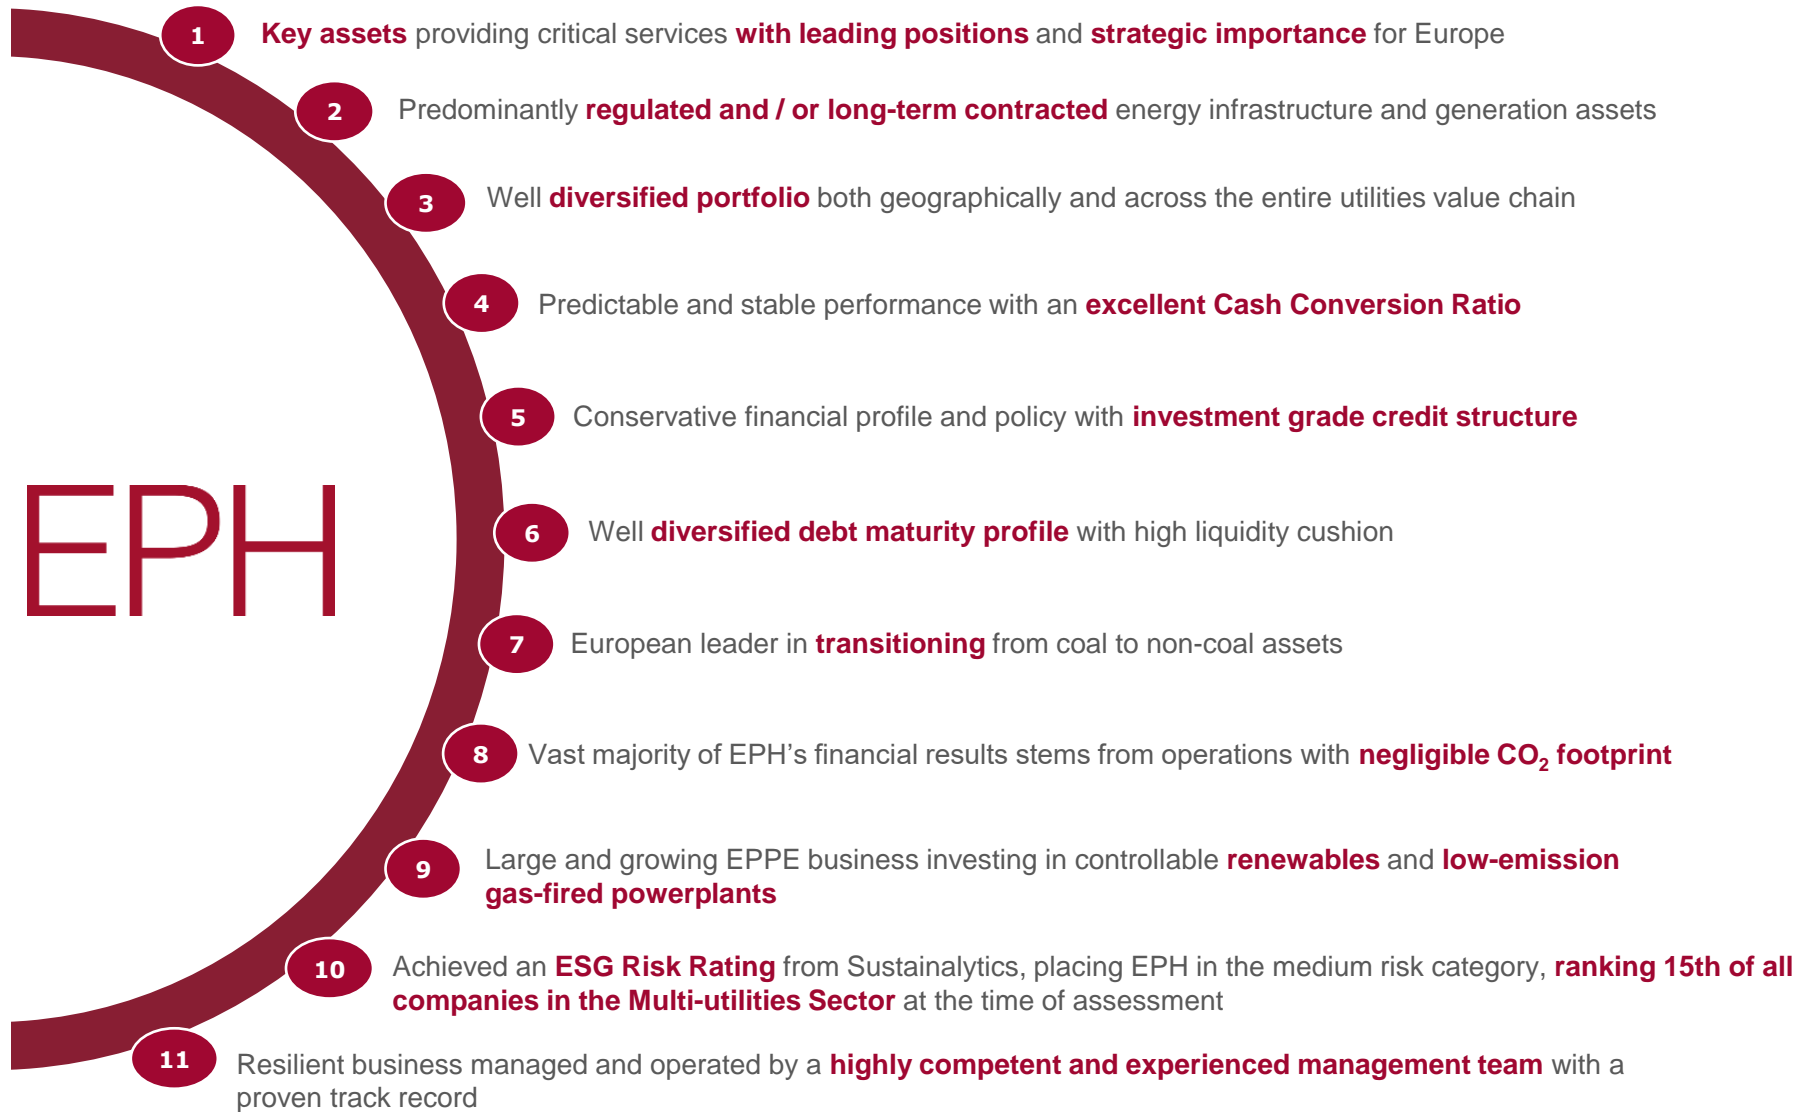 1 Key assets providing critical services with leading positions and strategic importance for Europe
2 Predominantly regulated and / or long-term contracted energy infrastructure and generation assets
3 Well diversified portfolio both geographically and across the entire utilities value chain
4 Predictable and stable performance with an excellent Cash Conversion Ratio
5 Conservative financial profile and policy with investment grade credit structure
EPH
6 Well diversified debt maturity profile with high liquidity cushion
7 European leader in transitioning from coal to non-coal assets
8 Vast majority of EPH’s financial results stems from operations with negligible CO₂ footprint
9 Large and growing EPPE business investing in controllable renewables and low-emission
gas-fired powerplants
10 Achieved an ESG Risk Rating from Sustainalytics, placing EPH in the medium risk category, ranking 15th of all
companies in the Multi-utilities Sector at the time of assessment
11 Resilient business managed and operated by a highly competent and experienced management team with a
proven track record